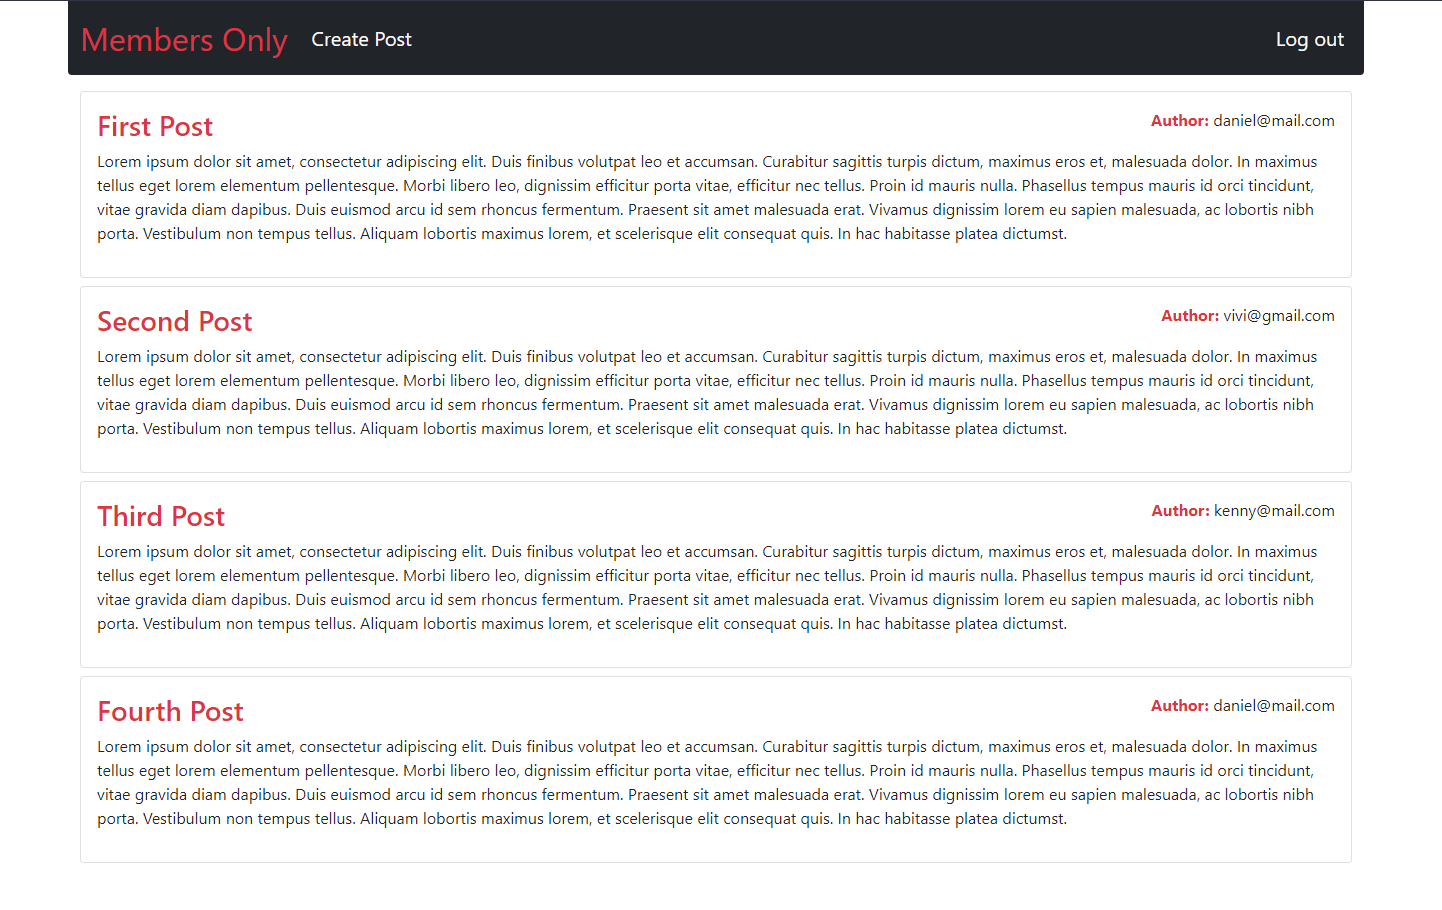 Members Only Create Post Log out
First Post Author: daniel@mail.com
Lorem ipsum dolor sit amet, consectetur adipiscing elit. Duis finibus volutpat leo et accumsan. Curabitur sagittis turpis dictum, maximus eros et, malesuada dolor. In maximus
tellus eget lorem elementum pellentesque. Morbi libero leo, dignissim efficitur porta vitae, efficitur nec tellus. Proin id mauris nulla. Phasellus tempus mauris id orci tincidunt,
vitae gravida diam dapibus. Duis euismod arcu id sem rhoncus fermentum. Praesent sit amet malesuada erat. Vivamus dignissim lorem eu sapien malesuada, ac lobortis nibh
porta. Vestibulum non tempus tellus. Aliquam lobortis maximus lorem, et scelerisque elit consequat quis. In hac habitasse platea dictumst.
Second Post Author: vivi@gmail.com
Lorem ipsum dolor sit amet, consectetur adipiscing elit. Duis finibus volutpat leo et accumsan. Curabitur sagittis turpis dictum, maximus eros et, malesuada dolor. In maximus
tellus eget lorem elementum pellentesque. Morbi libero leo, dignissim efficitur porta vitae, efficitur nec tellus. Proin id mauris nulla. Phasellus tempus mauris id orci tincidunt,
vitae gravida diam dapibus. Duis euismod arcu id sem rhoncus fermentum. Praesent sit amet malesuada erat. Vivamus dignissim lorem eu sapien malesuada, ac lobortis nibh
porta. Vestibulum non tempus tellus. Aliquam lobortis maximus lorem, et scelerisque elit consequat quis. In hac habitasse platea dictumst.
Third Post Author: kenny@mail.com
Lorem ipsum dolor sit amet, consectetur adipiscing elit. Duis finibus volutpat leo et accumsan. Curabitur sagittis turpis dictum, maximus eros et, malesuada dolor. In maximus
tellus eget lorem elementum pellentesque. Morbi libero leo, dignissim efficitur porta vitae, efficitur nec tellus. Proin id mauris nulla. Phasellus tempus mauris id orci tincidunt,
vitae gravida diam dapibus. Duis euismod arcu id sem rhoncus fermentum. Praesent sit amet malesuada erat. Vivamus dignissim lorem eu sapien malesuada, ac lobortis nibh
porta. Vestibulum non tempus tellus. Aliquam lobortis maximus lorem, et scelerisque elit consequat quis. In hac habitasse platea dictumst.
Fourth Post Author: daniel@mail.com
Lorem ipsum dolor sit amet, consectetur adipiscing elit. Duis finibus volutpat leo et accumsan. Curabitur sagittis turpis dictum, maximus eros et, malesuada dolor. In maximus
tellus eget lorem elementum pellentesque. Morbi libero leo, dignissim efficitur porta vitae, efficitur nec tellus. Proin id mauris nulla. Phasellus tempus mauris id orci tincidunt,
vitae gravida diam dapibus. Duis euismod arcu id sem rhoncus fermentum. Praesent sit amet malesuada erat. Vivamus dignissim lorem eu sapien malesuada, ac lobortis nibh
porta. Vestibulum non tempus tellus. Aliquam lobortis maximus lorem, et scelerisque elit consequat quis. In hac habitasse platea dictumst.